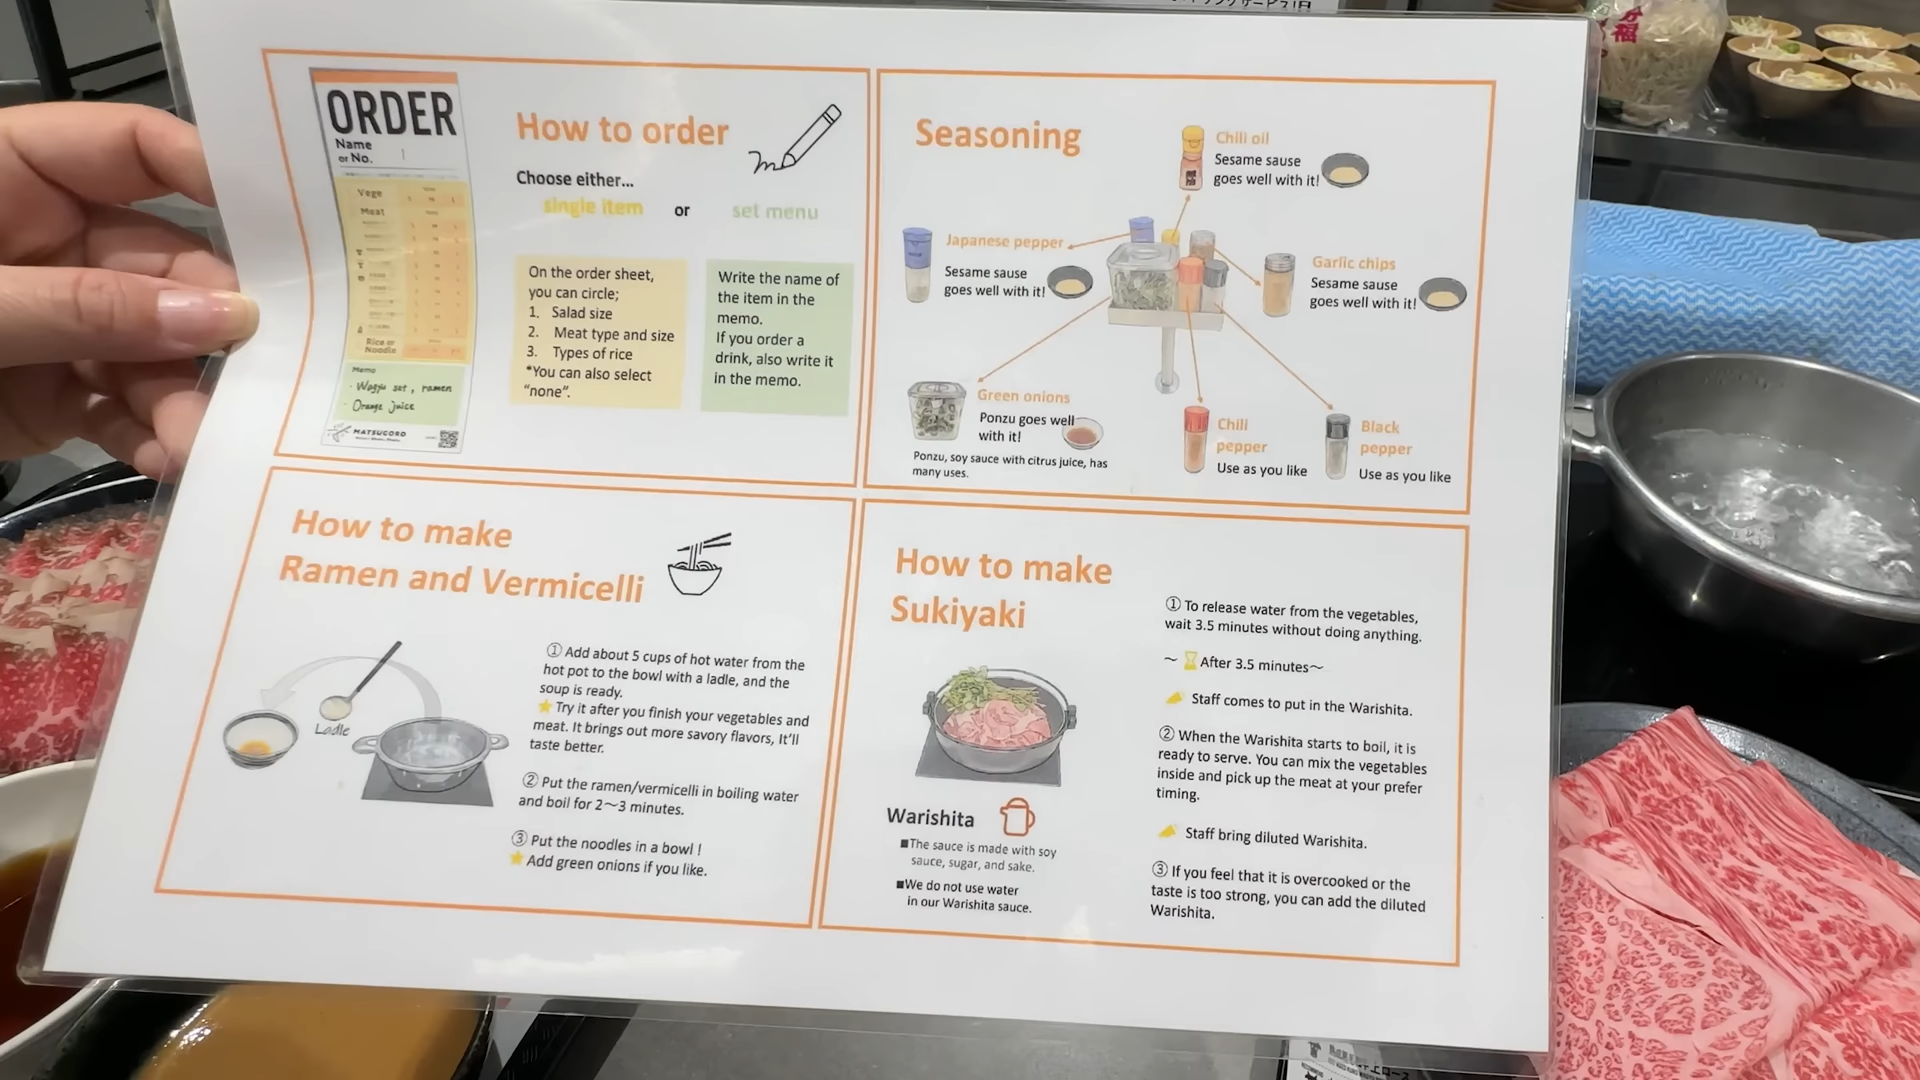 ORDER
Name
or No.
Vege
Meat
Rice or
Noodle
Memo
· Wagyu set, ramen
· Orange juice
MATSUGORO
How to order
Choose either...
single item or set menu
On the order sheet,
you can circle;
1. Salad size
2. Meat type and size
3. Types of rice
*You can also select
“none”.
Write the name of
the item in the
memo.
If you order a
drink, also write it
in the memo.
Seasoning
Chili oil
Sesame sause
goes well with it!
Japanese pepper
Sesame sause
goes well with it!
Garlic chips
Sesame sause
goes well with it!
Green onions
Ponzu goes well
with it!
Ponzu, soy sauce with citrus juice, has
many uses.
Chili
pepper
Use as you like
Black
pepper
Use as you like
How to make
Ramen and Vermicelli
Ladle
① Add about 5 cups of hot water from the
hot pot to the bowl with a ladle, and the
soup is ready.
Try it after you finish your vegetables and
meat. It brings out more savory flavors, It’ll
taste better.
② Put the ramen/vermicelli in boiling water
and boil for 2～3 minutes.
③ Put the noodles in a bowl !
Add green onions if you like.
How to make
Sukiyaki
Warishita
■The sauce is made with soy
sauce, sugar, and sake.
■We do not use water
in our Warishita sauce.
① To release water from the vegetables,
wait 3.5 minutes without doing anything.
～ After 3.5 minutes～
Staff comes to put in the Warishita.
② When the Warishita starts to boil, it is
ready to serve. You can mix the vegetables
inside and pick up the meat at your prefer
timing.
Staff bring diluted Warishita.
③ If you feel that it is overcooked or the
taste is too strong, you can add the diluted
Warishita.